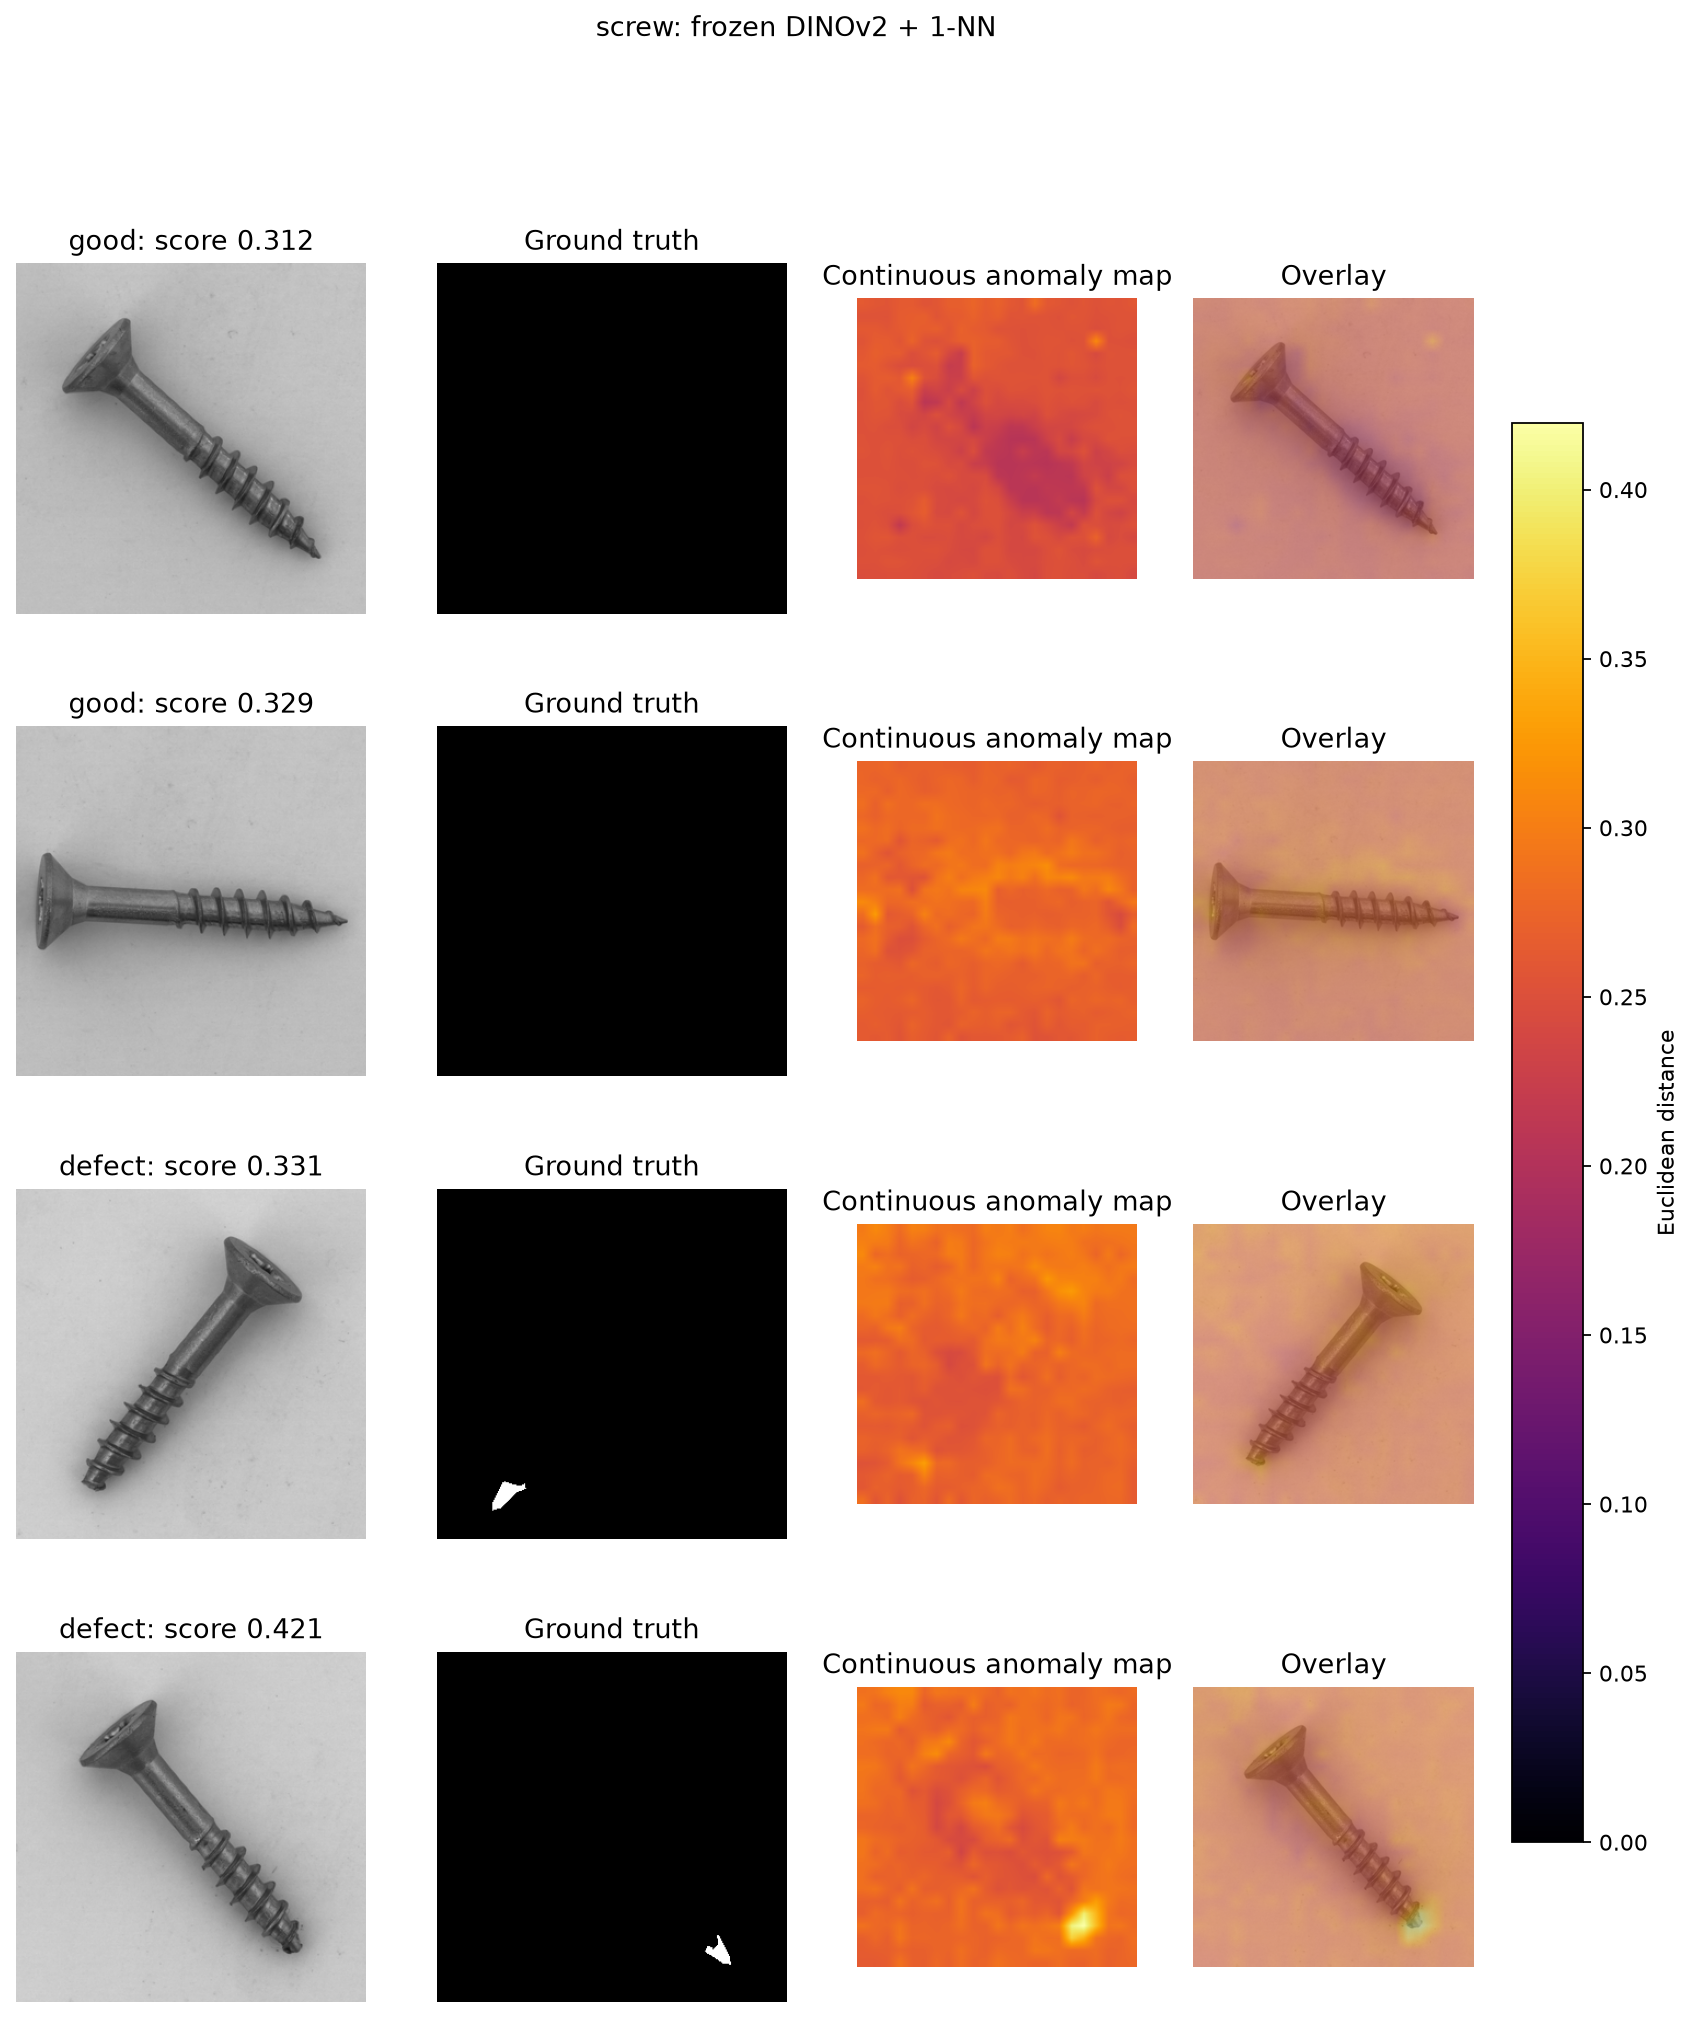 screw: frozen DINOv2 + 1-NN
good: score 0.312
Ground truth
Continuous anomaly map
Overlay
good: score 0.329
Ground truth
Continuous anomaly map
Overlay
defect: score 0.331
Ground truth
Continuous anomaly map
Overlay
defect: score 0.421
Ground truth
Continuous anomaly map
Overlay
0.40
0.35
0.30
0.25
0.20
0.15
0.10
0.05
0.00
Euclidean distance